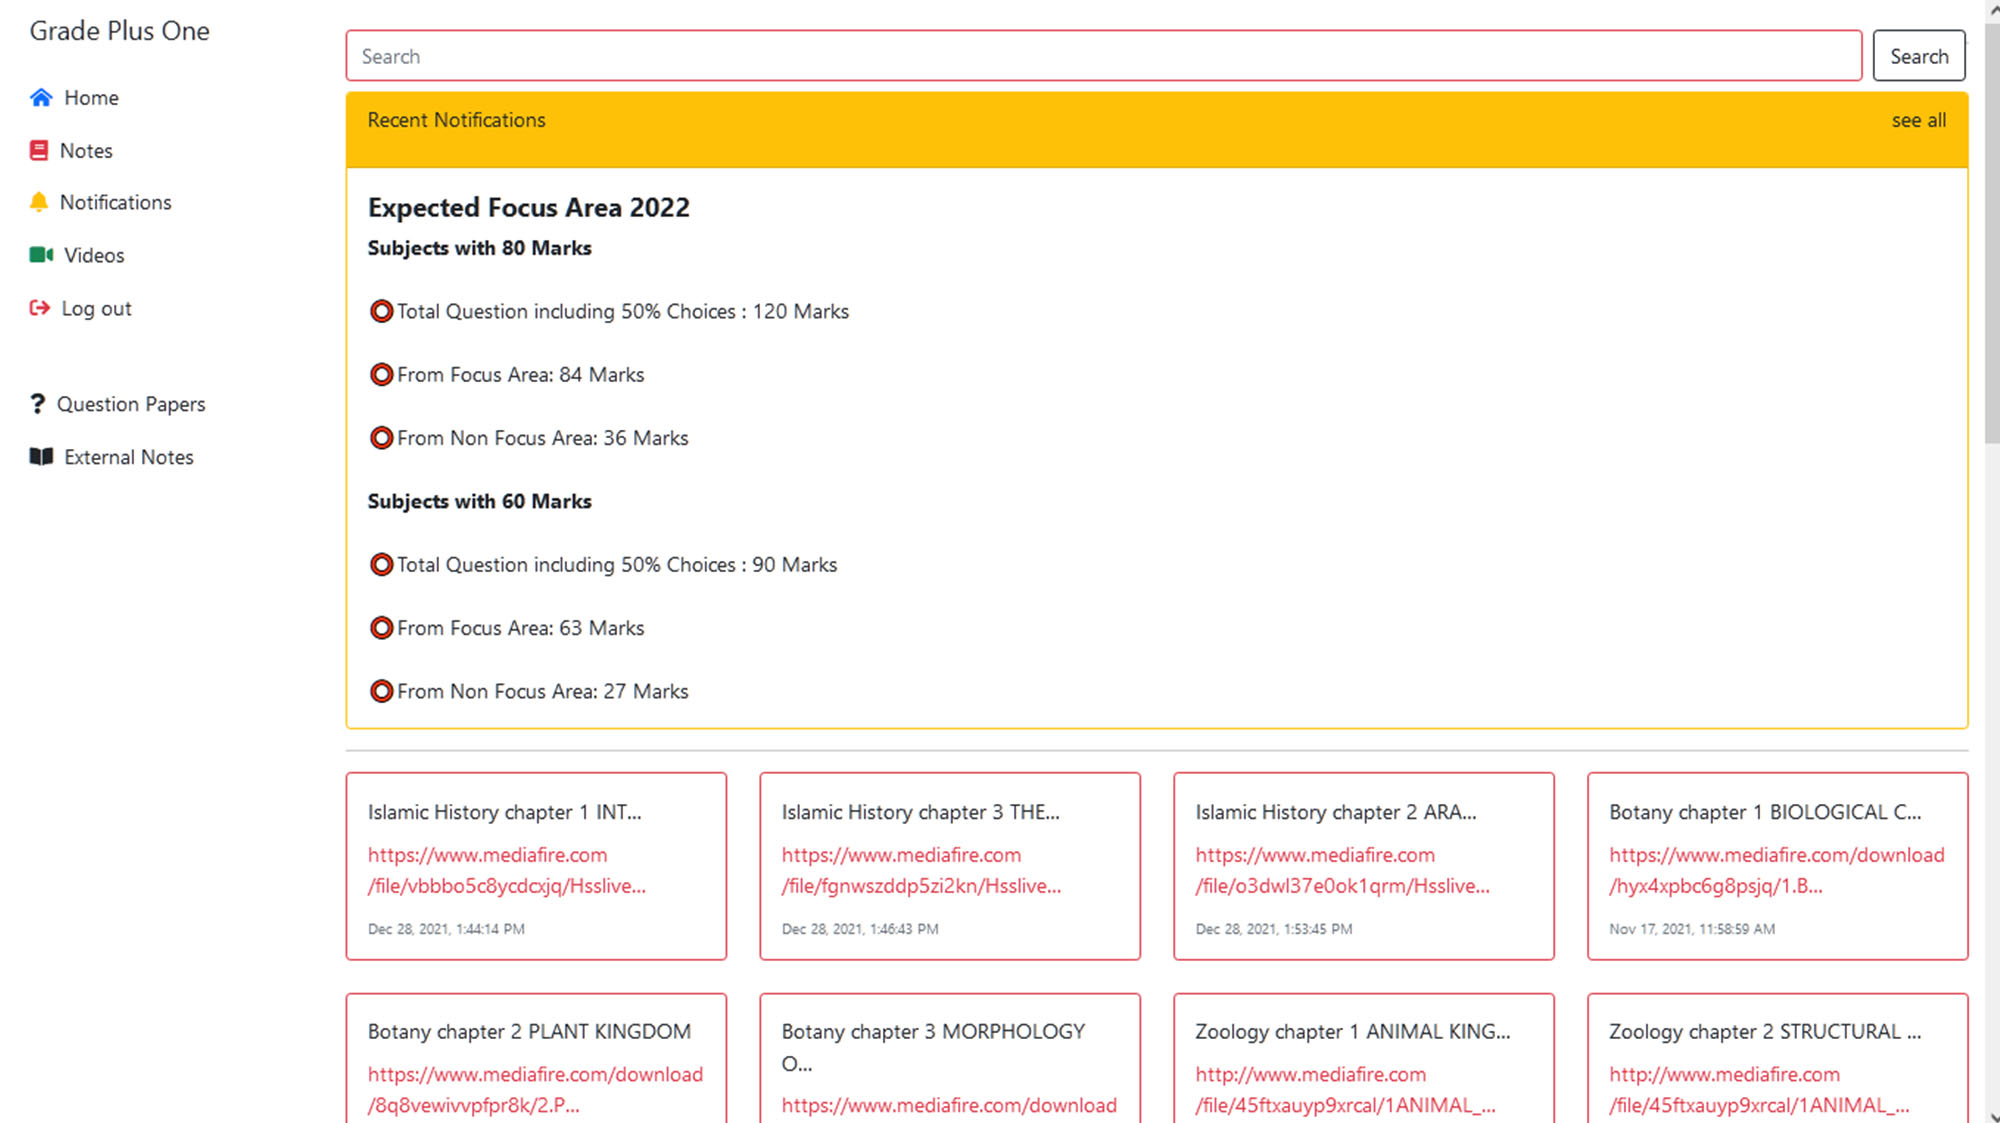 Grade Plus One
Home
Notes
Notifications
Videos
Log out
Question Papers
External Notes
Search
Search
Recent Notifications
see all
Expected Focus Area 2022
Subjects with 80 Marks
Total Question including 50% Choices : 120 Marks
From Focus Area: 84 Marks
From Non Focus Area: 36 Marks
Subjects with 60 Marks
Total Question including 50% Choices : 90 Marks
From Focus Area: 63 Marks
From Non Focus Area: 27 Marks
Islamic History chapter 1 INT...
https://www.mediafire.com
/file/vbbbo5c8ycdcxjq/Hsslive...
Dec 28, 2021, 1:44:14 PM
Islamic History chapter 3 THE...
https://www.mediafire.com
/file/fgnwszddp5zi2kn/Hsslive...
Dec 28, 2021, 1:46:43 PM
Islamic History chapter 2 ARA...
https://www.mediafire.com
/file/o3dwl37e0ok1qrm/Hsslive...
Dec 28, 2021, 1:53:45 PM
Botany chapter 1 BIOLOGICAL C...
https://www.mediafire.com/download
/hyx4xpbc6g8psjq/1.B...
Nov 17, 2021, 11:58:59 AM
Botany chapter 2 PLANT KINGDOM
https://www.mediafire.com/download
/8q8vewivvpfpr8k/2.P...
Botany chapter 3 MORPHOLOGY
O...
https://www.mediafire.com/download
Zoology chapter 1 ANIMAL KING...
http://www.mediafire.com
/file/45ftxauyp9xrcal/1ANIMAL_...
Zoology chapter 2 STRUCTURAL ...
http://www.mediafire.com
/file/45ftxauyp9xrcal/1ANIMAL_...